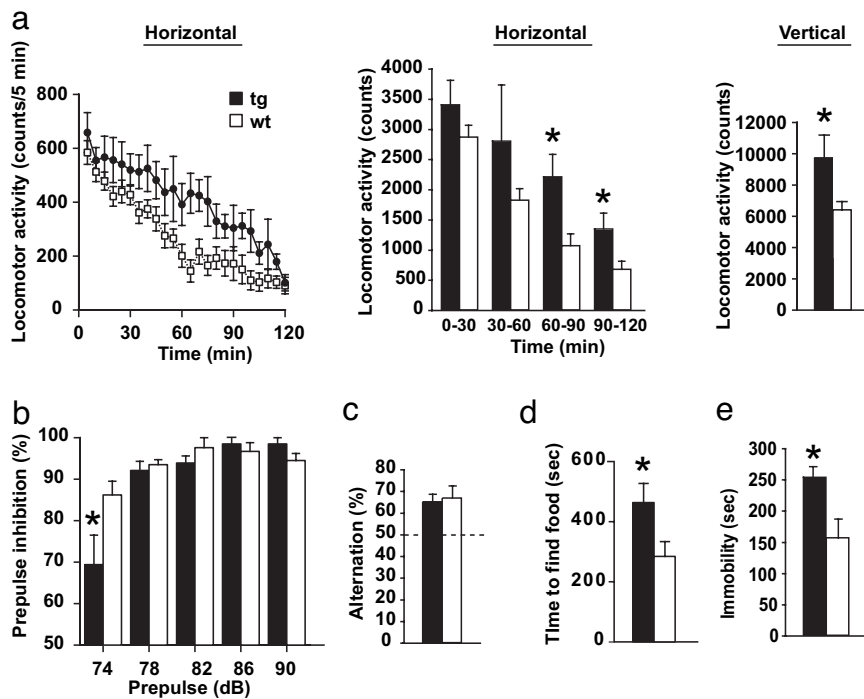 a
Horizontal
Locomotor activity (counts/5 min)
800
600
400
200
0
tg
wt
0 30 60 90 120
Time (min)
Horizontal
Locomotor activity (counts)
4000
3500
3000
2500
2000
1500
1000
500
0
* *
0-30 30-60 60-90 90-120
Time (min)
Vertical
Locomotor activity (counts)
12000
10000
8000
6000
4000
2000
0
*
b
Prepulse inhibition (%)
100
90
80
70
60
50
*
74 78 82 86 90
Prepulse (dB)
c
Alternation (%)
80
70
60
50
40
30
20
10
0
d
TIme to find food (sec)
600
400
200
0
*
e
Immobility (sec)
300
250
200
150
100
50
0
*